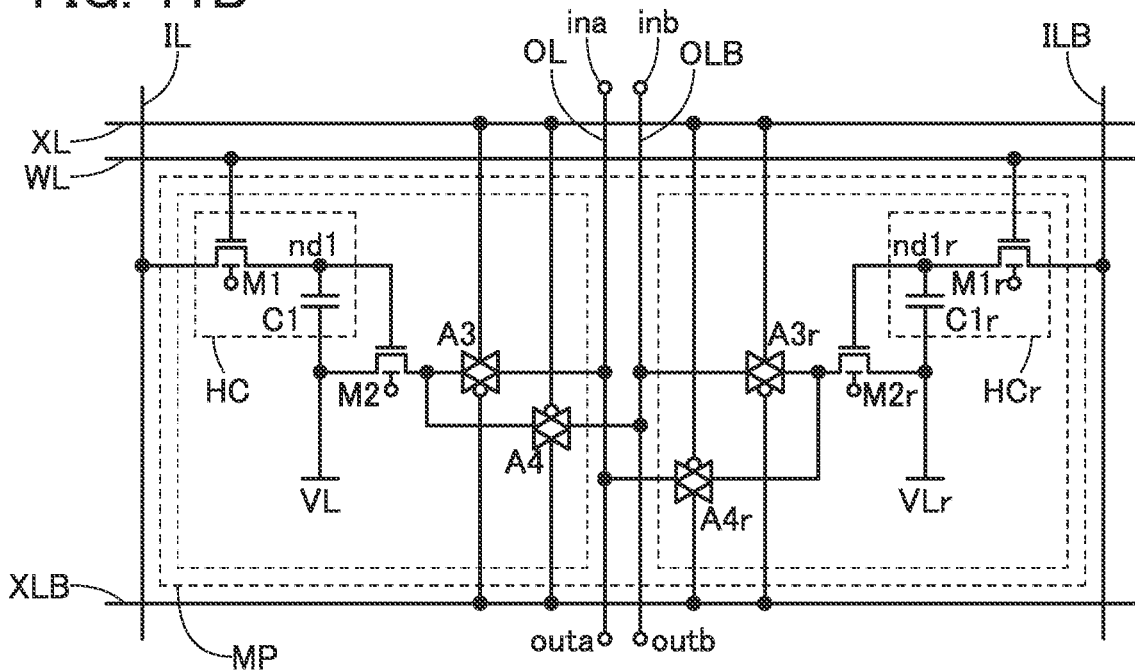 IL
ina
inb
ILB
OL
OLB
XL
WL
nd1
nd1r
M1
M1r
C1
C1r
A3
A3r
HC
M2
M2r
HCr
A4
VL
VLr
A4r
XLB
outa
outb
MP